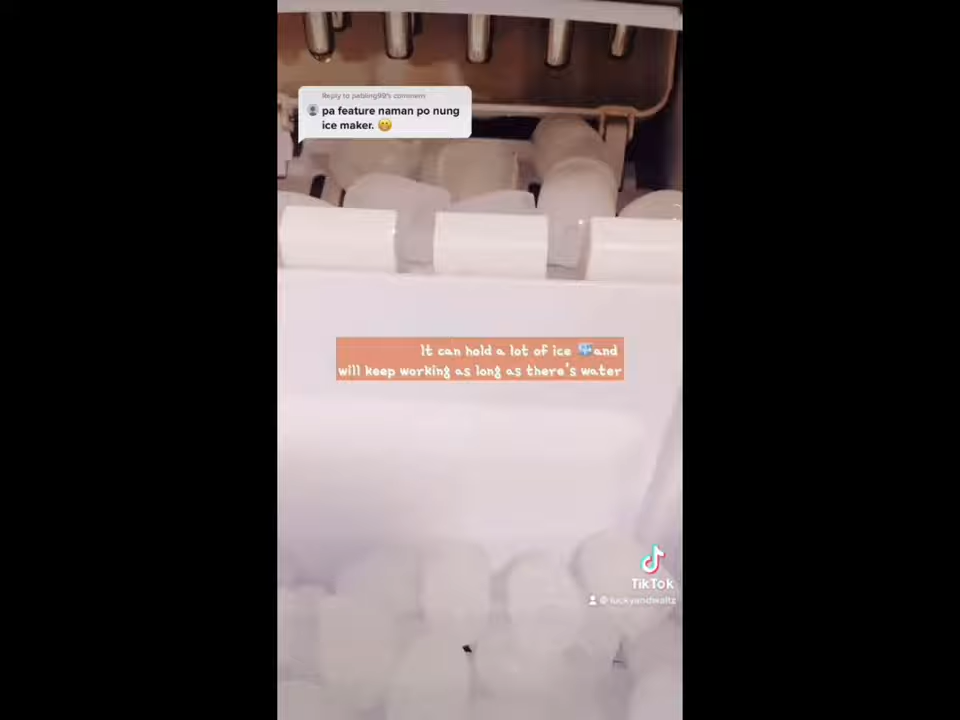 Reply to pabling99's comment
pa feature naman po nung
ice maker. 🤭
It can hold a lot of ice 🧊and
will keep working as long as there's water
TikTok
@luckyandwaltz